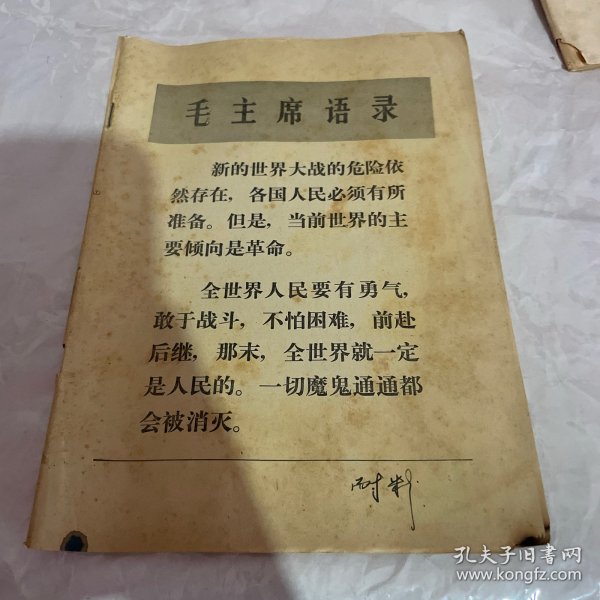 毛主席语录
新的世界大战的危险依
然存在，各国人民必须有所
准备。但是，当前世界的主
要倾向是革命。
全世界人民要有勇气，
敢于战斗，不怕困难，前赴
后继，那末，全世界就一定
是人民的。一切魔鬼通通都
会被消灭。
耐料
孔夫子旧书网
www.kongfz.com